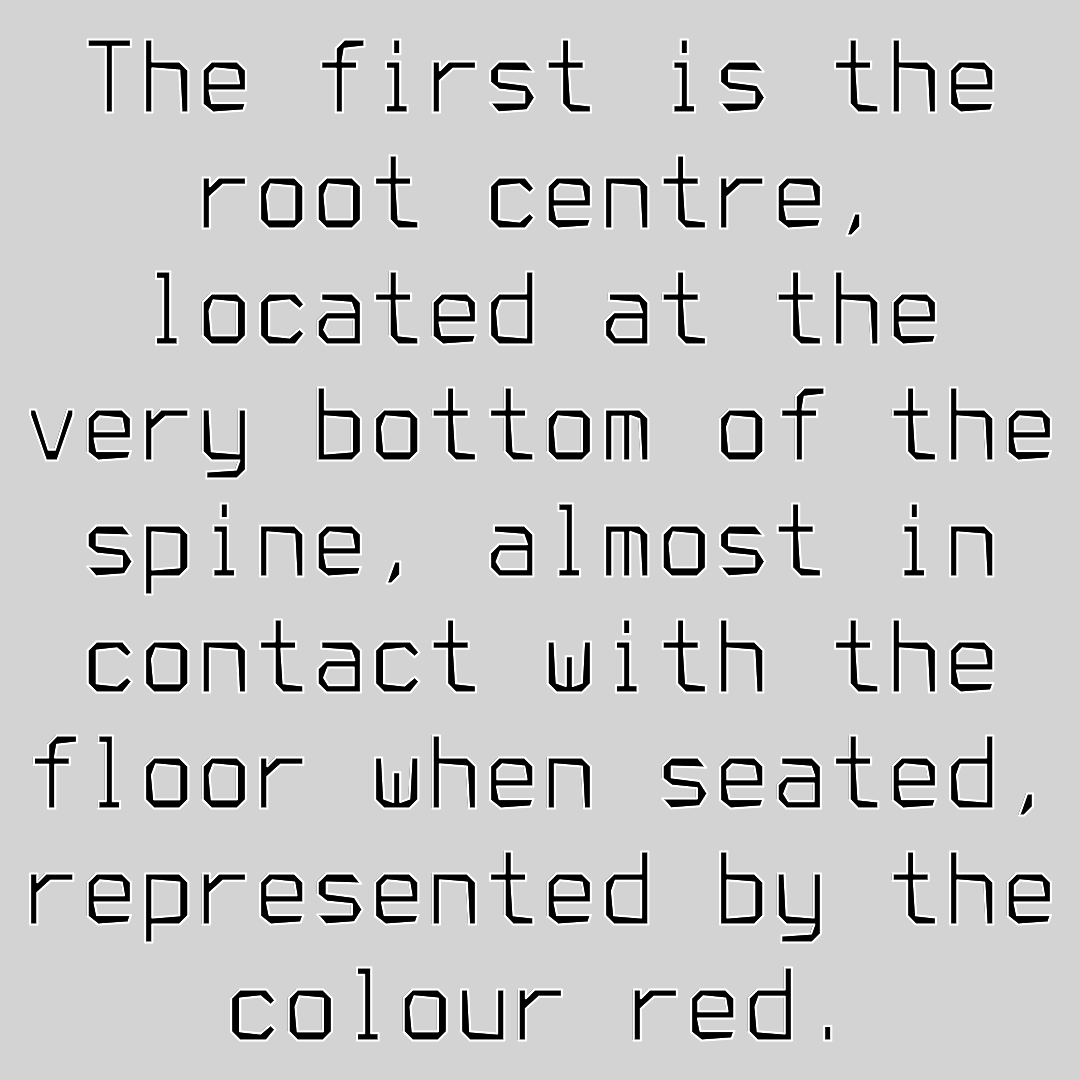 The first is the
root centre,
located at the
very bottom of the
spine, almost in
contact with the
floor when seated,
represented by the
colour red.